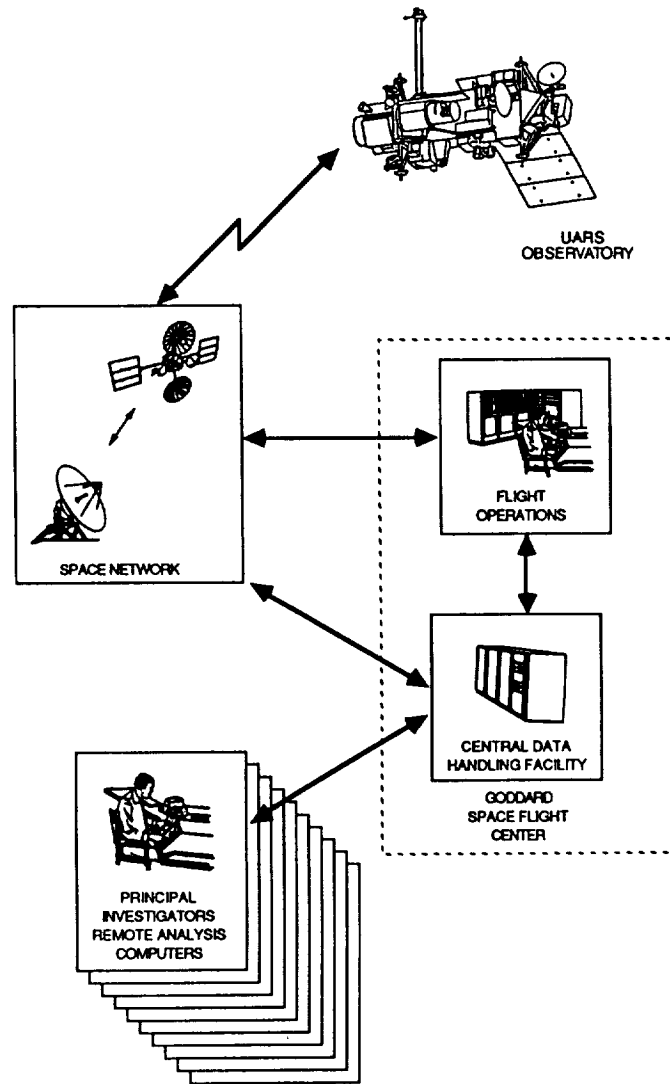 UARS
OBSERVATORY
SPACE NETWORK
FLIGHT
OPERATIONS
CENTRAL DATA
HANDLING FACILITY
GODDARD
SPACE FLIGHT
CENTER
PRINCIPAL
INVESTIGATORS
REMOTE ANALYSIS
COMPUTERS